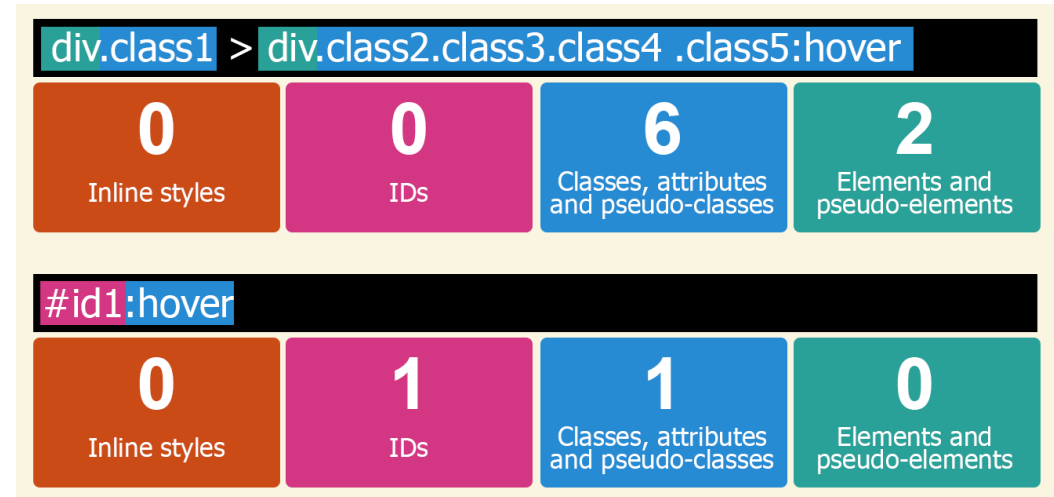 div.class1 > div.class2.class3.class4 .class5:hover
0 0 6 2
Inline styles IDs Classes, attributes and pseudo-classes Elements and pseudo-elements
#id1:hover
0 1 1 0
Inline styles IDs Classes, attributes and pseudo-classes Elements and pseudo-elements